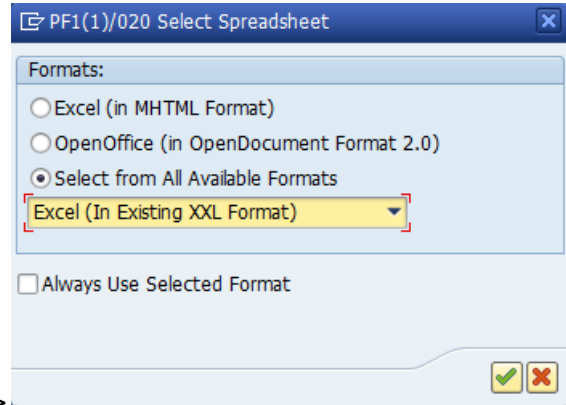 PF1(1)/020 Select Spreadsheet
Formats:
Excel (in MHTML Format)
OpenOffice (in OpenDocument Format 2.0)
Select from All Available Formats
Excel (In Existing XXL Format)
Always Use Selected Format